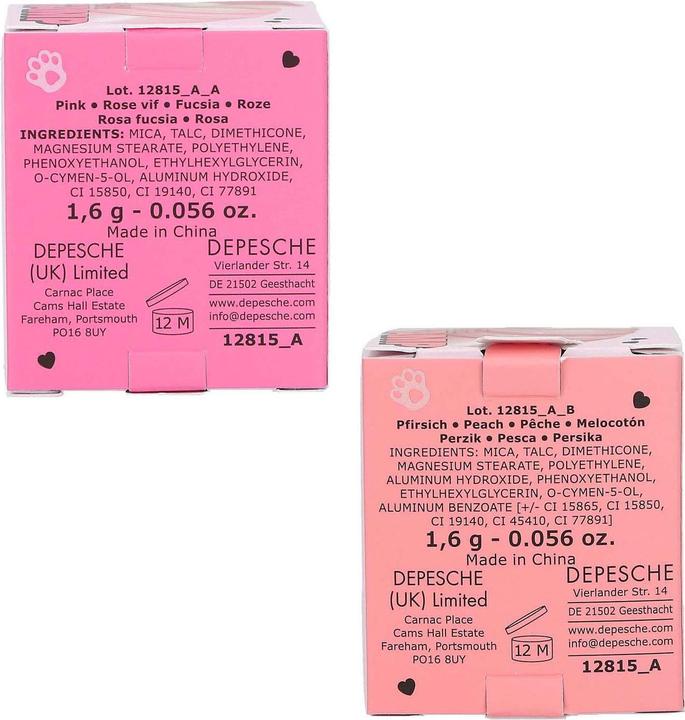 Lot. 12815_A_A
Pink • Rose vif • Fucsia • Roze
Rosa fucsia • Rosa
INGREDIENTS: MICA, TALC, DIMETHICONE,
MAGNESIUM STEARATE, POLYETHYLENE,
PHENOXYETHANOL, ETHYLHEXYLGLYCERIN,
O-CYMEN-5-OL, ALUMINUM HYDROXIDE,
CI 15850, CI 19140, CI 77891
1,6 g - 0.056 oz.
Made in China
DEPESCHE
(UK) Limited
Carnac Place
Cams Hall Estate
Fareham, Portsmouth
PO16 8UY
12 M
DEPESCHE
Vierlander Str. 14
DE 21502 Geesthacht
www.depesche.com
info@depesche.com
12815_A
Lot. 12815_A_B
Pfirsich • Peach • Pêche • Melocotón
Perzik • Pesca • Persika
INGREDIENTS: MICA, TALC, DIMETHICONE,
MAGNESIUM STEARATE, POLYETHYLENE,
ALUMINUM HYDROXIDE, PHENOXYETHANOL,
ETHYLHEXYLGLYCERIN, O-CYMEN-5-OL,
ALUMINUM BENZOATE [+/- CI 15865, CI 15850,
CI 19140, CI 45410, CI 77891]
1,6 g - 0.056 oz.
Made in China
DEPESCHE
(UK) Limited
Carnac Place
Cams Hall Estate
Fareham, Portsmouth
PO16 8UY
12 M
DEPESCHE
Vierlander Str. 14
DE 21502 Geesthacht
www.depesche.com
info@depesche.com
12815_A